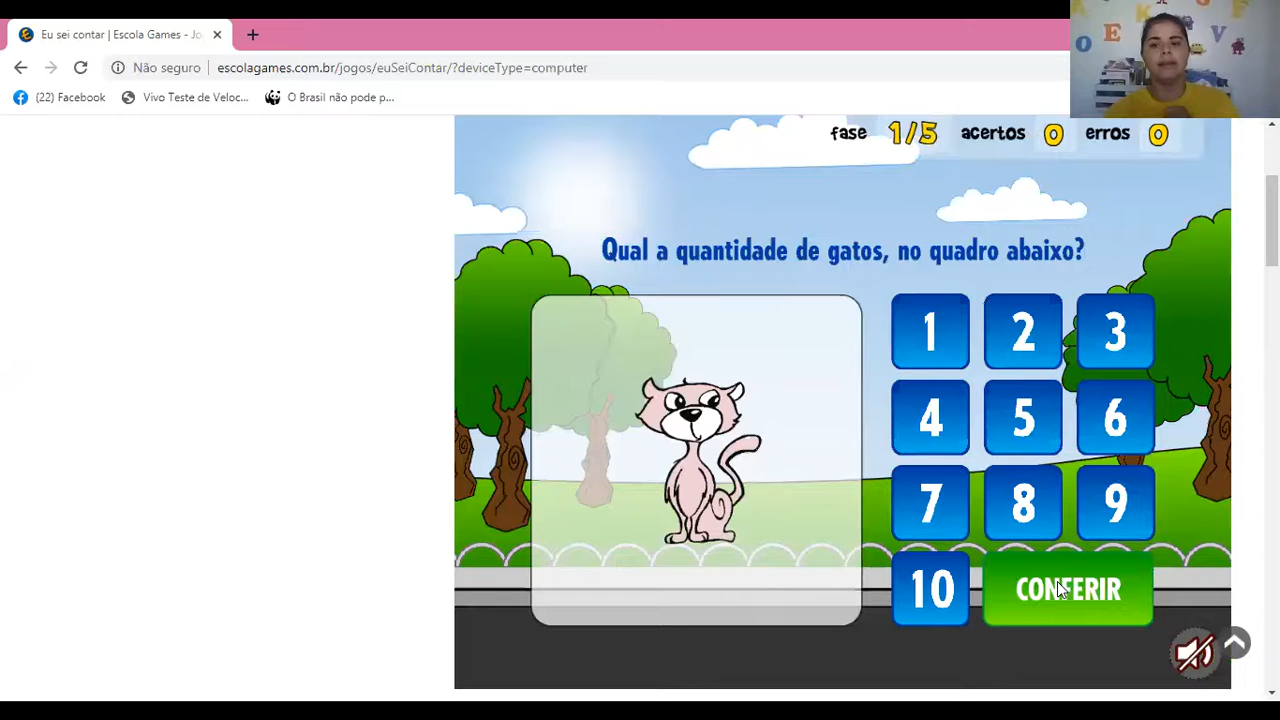 Eu sei contar | Escola Games - Jo
Não seguro
escolagames.com.br/jogos/euSeiContar/?deviceType=computer
(22) Facebook
Vivo Teste de Veloc...
O Brasil não pode p...
fase 1/5 acertos 0 erros 0
Qual a quantidade de gatos, no quadro abaixo?
1 2 3
4 5 6
7 8 9
10 CONFERIR